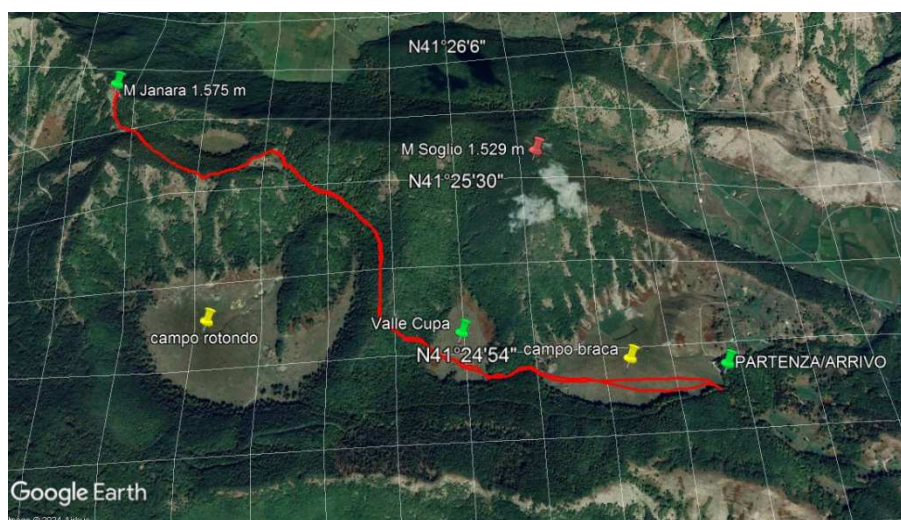 N41°26'6"
M Janara 1.575 m
M Soglio 1.529 m
N41°25'30"
Valle Cupa
campo rotondo
N41°24'54"
campo braca
PARTENZA/ARRIVO
Google Earth